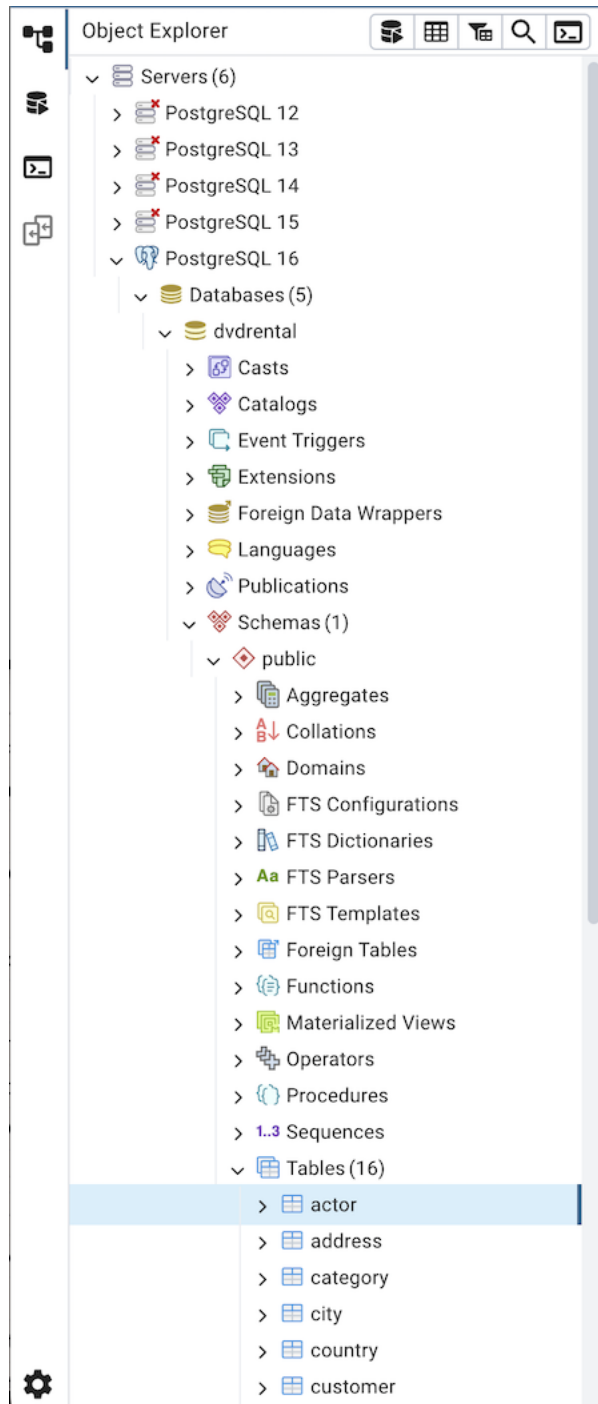 Object Explorer
Servers (6)
PostgreSQL 12
PostgreSQL 13
PostgreSQL 14
PostgreSQL 15
PostgreSQL 16
Databases (5)
dvdrental
Casts
Catalogs
Event Triggers
Extensions
Foreign Data Wrappers
Languages
Publications
Schemas (1)
public
Aggregates
A B Collations
Domains
FTS Configurations
FTS Dictionaries
Aa FTS Parsers
FTS Templates
Foreign Tables
Functions
Materialized Views
Operators
Procedures
1..3 Sequences
Tables (16)
actor
address
category
city
country
customer